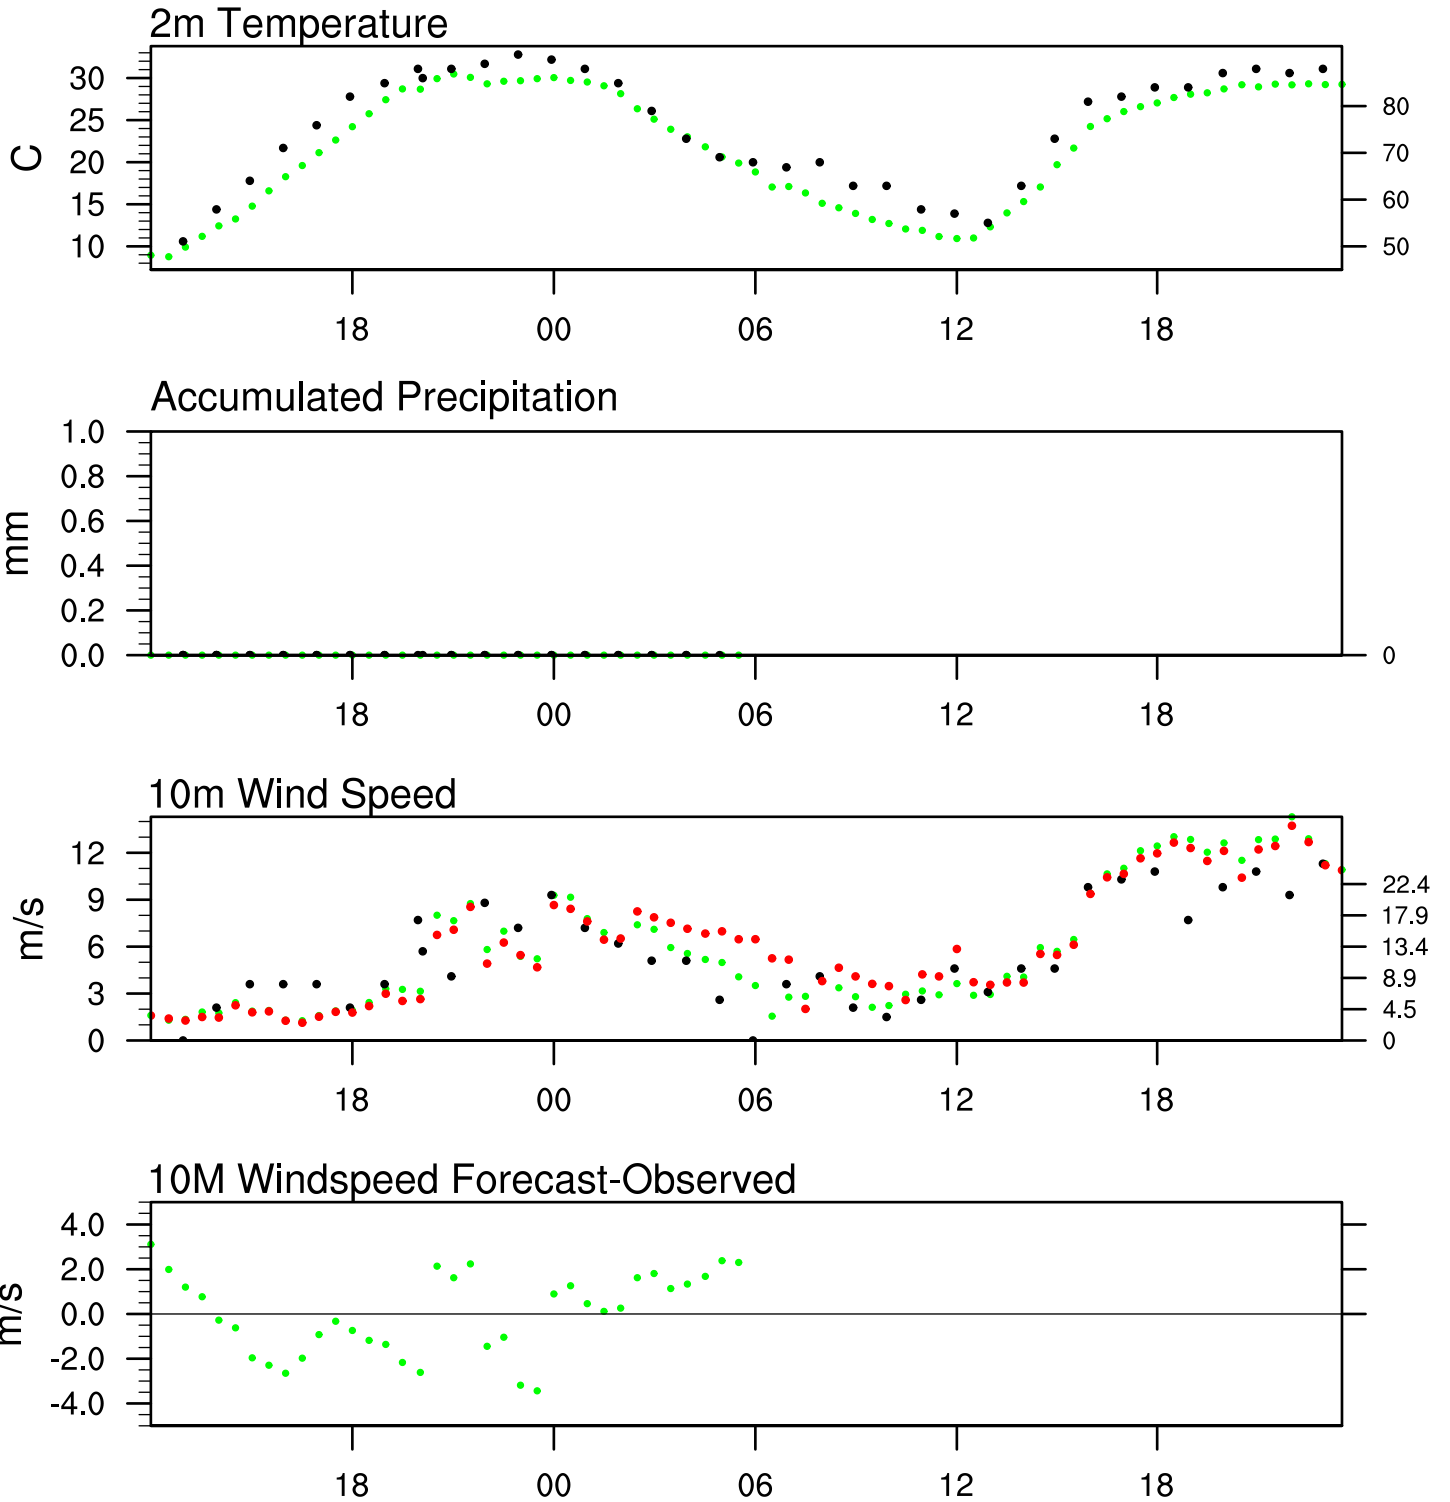 2m Temperature
C
30
25
20
15
10
80
70
60
50
18 00 06 12 18
Accumulated Precipitation
mm
1.0
0.8
0.6
0.4
0.2
0.0
0
18 00 06 12 18
10m Wind Speed
m/s
12
9
6
3
0
22.4
17.9
13.4
8.9
4.5
0
18 00 06 12 18
10M Windspeed Forecast-Observed
m/s
4.0
2.0
0.0
-2.0
-4.0
18 00 06 12 18